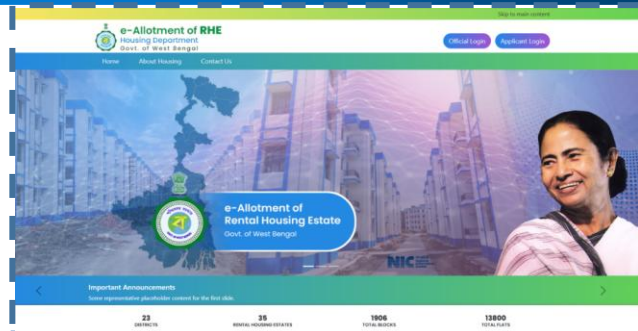 Skip to main content
e-Allotment of RHE
Housing Department
Govt. of West Bengal
Official Login
Applicant Login
Home
About Housing
Contact Us
e-Allotment of
Rental Housing Estate
Govt. of West Bengal
NIC
Important Announcements
Some representative placeholder content for the first slide.
23
DISTRICTS
35
RENTAL HOUSING ESTATES
1906
TOTAL BLOCKS
13800
TOTAL FLATS